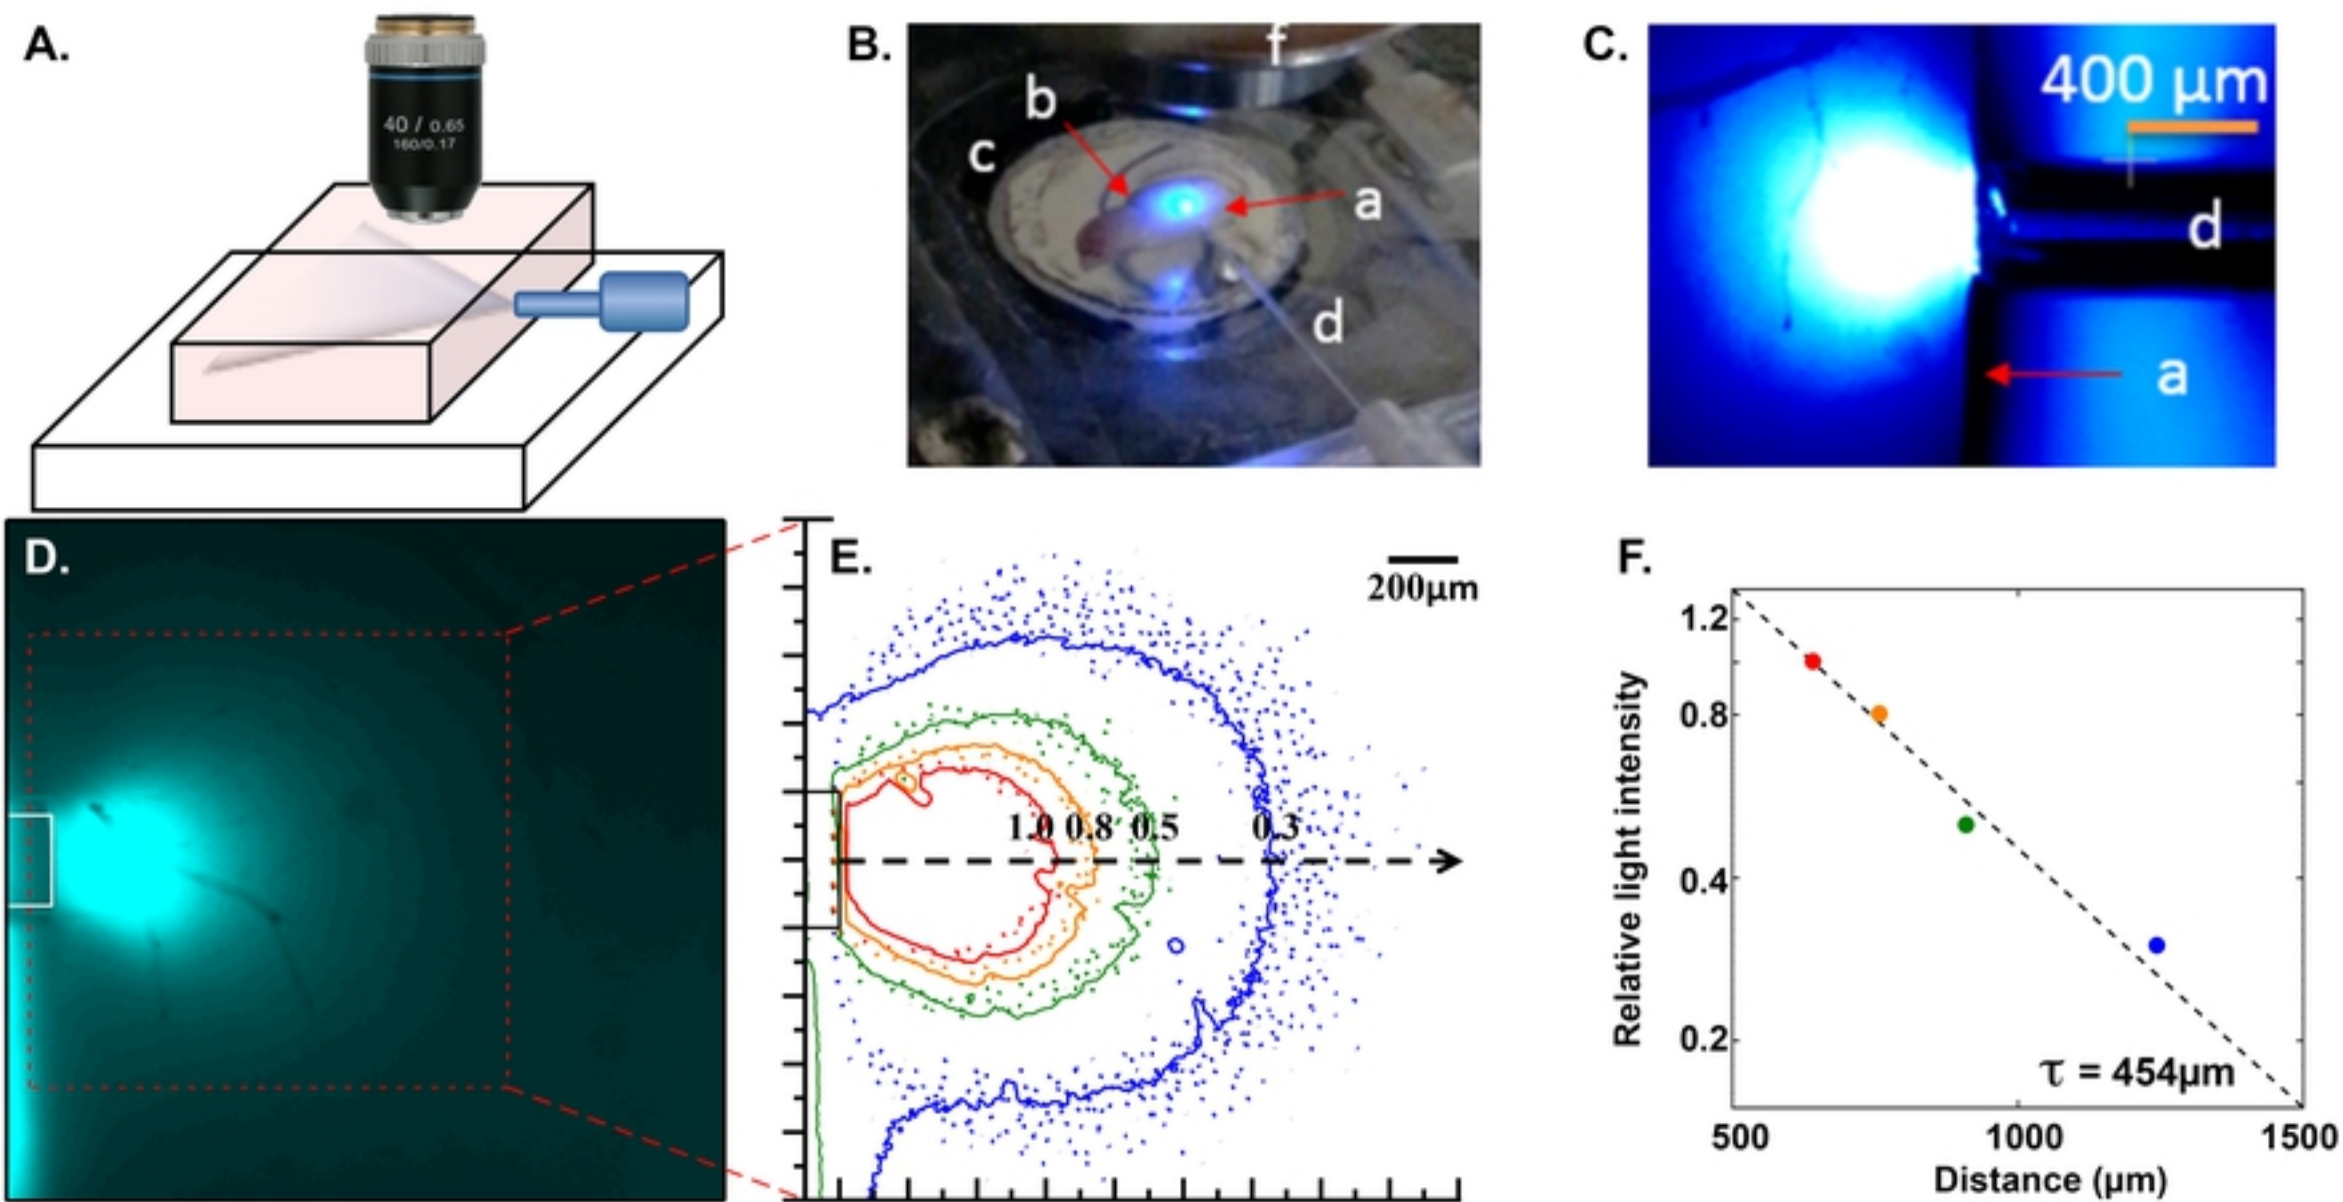 A.
40 / 0.65
160/0.17
B.
f
b
c
a
d
C.
400 μm
d
a
D.
E.
200μm
1.0 0.8 0.5 0.3
F.
1.2
0.8
0.4
0.2
Relative light intensity
τ = 454μm
500 1000 1500
Distance (μm)